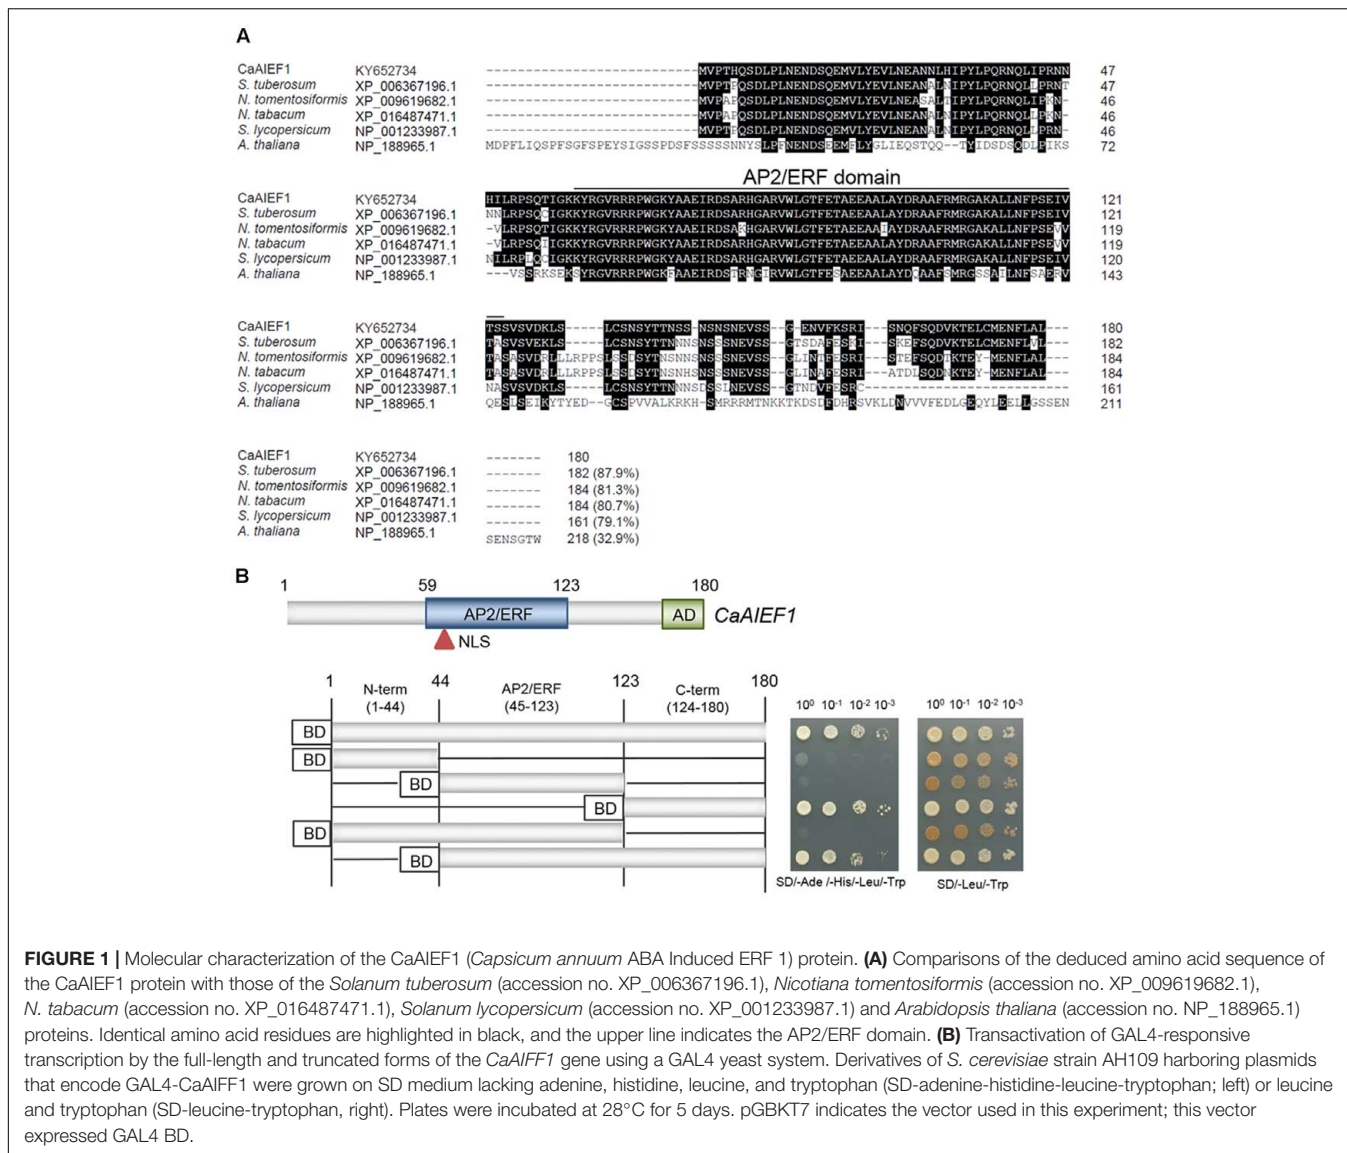 A
CaAIEF1 KY652734 -----------------------MVPTHQSDLPLNENDSQEMVLYEVLNEANNLHIPYLPQRNQLIPRNN 47
S. tuberosum XP_006367196.1 47
N. tomentosiformis XP_009619682.1 46
N. tabacum XP_016487471.1 46
S. lycopersicum NP_001233987.1 46
A. thaliana NP_188965.1 72
AP2/ERF domain
CaAIEF1 KY652734 HILRPSQTIGKKYRGVRRRPWGKYAAEIRDSARHGARVWLGTFETAEEAALAYDRAAFRMRGAKALLNFPSEIV 121
S. tuberosum XP_006367196.1 121
N. tomentosiformis XP_009619682.1 119
N. tabacum XP_016487471.1 119
S. lycopersicum NP_001233987.1 120
A. thaliana NP_188965.1 143
CaAIEF1 KY652734 TSSVSVDKLS-----LCSNSYTTNSS-NSNSNEVSS--G-ENVFKSRI---SNQFSQDVKTELCMENFLAL--- 180
S. tuberosum XP_006367196.1 182
N. tomentosiformis XP_009619682.1 184
N. tabacum XP_016487471.1 184
S. lycopersicum NP_001233987.1 161
A. thaliana NP_188965.1 211
CaAIEF1 KY652734 ------- 180
S. tuberosum XP_006367196.1 ------- 182 (87.9%)
N. tomentosiformis XP_009619682.1 ------- 184 (81.3%)
N. tabacum XP_016487471.1 ------- 184 (80.7%)
S. lycopersicum NP_001233987.1 ------- 161 (79.1%)
A. thaliana NP_188965.1 SENSGTW 218 (32.9%)
B
1 59 123 180
AP2/ERF AD CaAIEF1
NLS
1 44 123 180
N-term AP2/ERF C-term
(1-44) (45-123) (124-180)
10⁰ 10⁻¹ 10⁻² 10⁻³ 10⁰ 10⁻¹ 10⁻² 10⁻³
BD
BD
BD
BD
BD
BD
SD/-Ade /-His/-Leu/-Trp SD/-Leu/-Trp
FIGURE 1 | Molecular characterization of the CaAIEF1 (Capsicum annuum ABA Induced ERF 1) protein. (A) Comparisons of the deduced amino acid sequence of
the CaAIEF1 protein with those of the Solanum tuberosum (accession no. XP_006367196.1), Nicotiana tomentosiformis (accession no. XP_009619682.1),
N. tabacum (accession no. XP_016487471.1), Solanum lycopersicum (accession no. XP_001233987.1) and Arabidopsis thaliana (accession no. NP_188965.1)
proteins. Identical amino acid residues are highlighted in black, and the upper line indicates the AP2/ERF domain. (B) Transactivation of GAL4-responsive
transcription by the full-length and truncated forms of the CaAIFF1 gene using a GAL4 yeast system. Derivatives of S. cerevisiae strain AH109 harboring plasmids
that encode GAL4-CaAIFF1 were grown on SD medium lacking adenine, histidine, leucine, and tryptophan (SD-adenine-histidine-leucine-tryptophan; left) or leucine
and tryptophan (SD-leucine-tryptophan, right). Plates were incubated at 28°C for 5 days. pGBKT7 indicates the vector used in this experiment; this vector
expressed GAL4 BD.